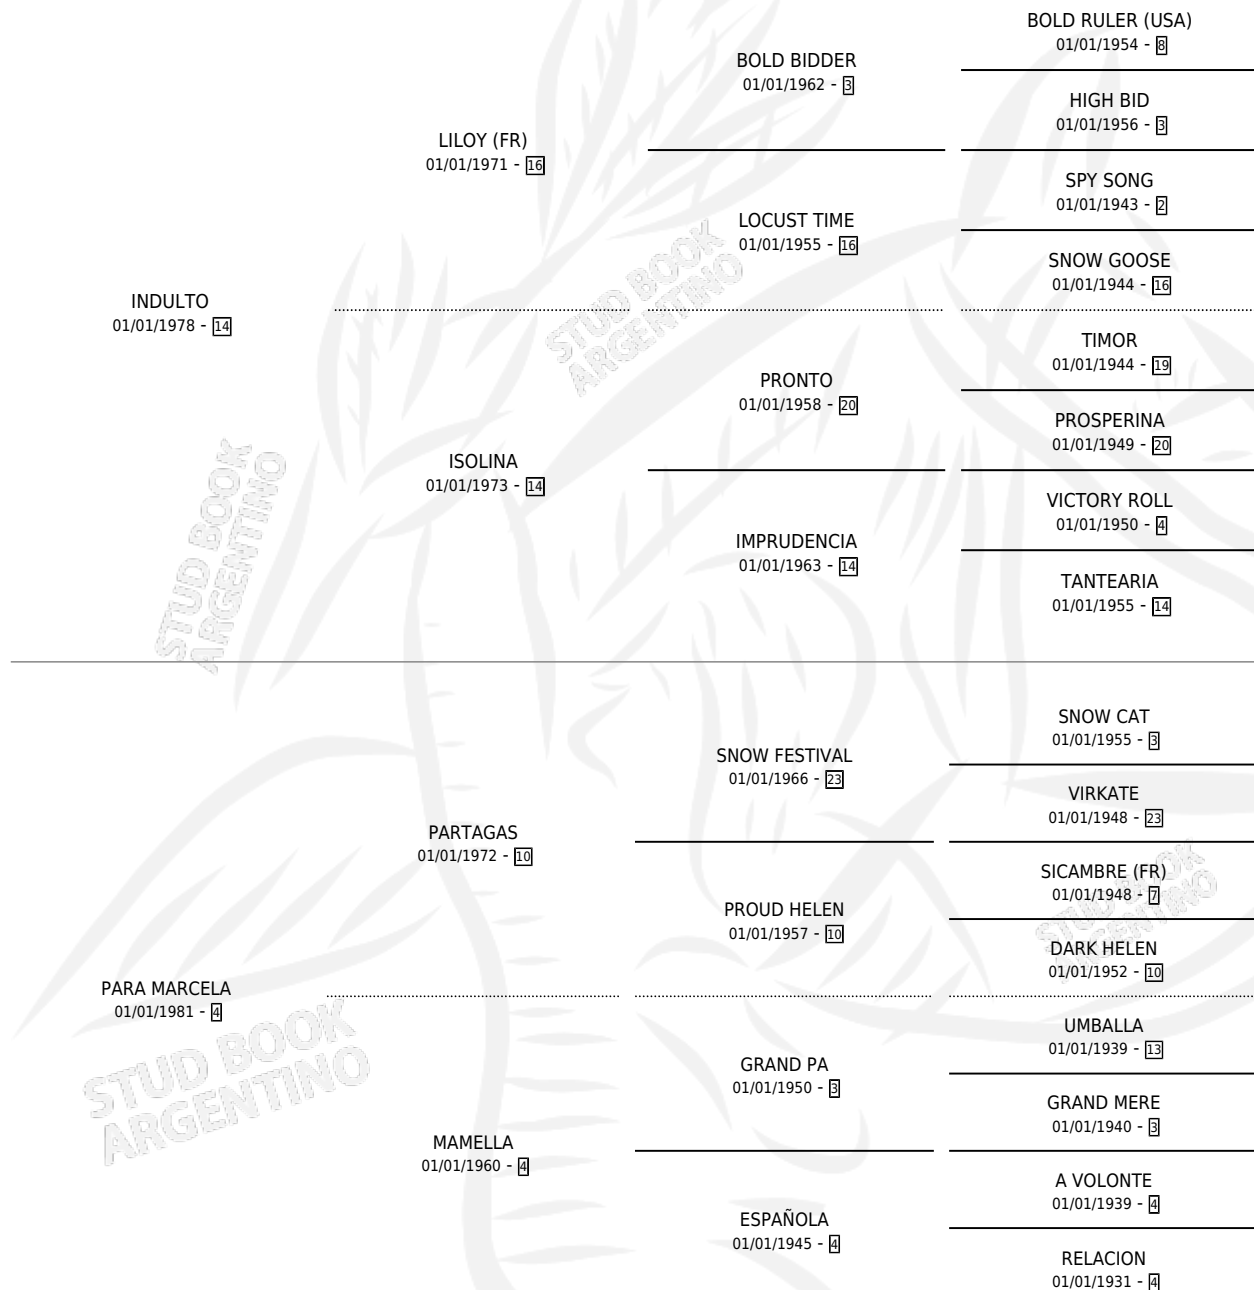 BOLD RULER (USA)
01/01/1954 - 8
BOLD BIDDER
01/01/1962 - 3
HIGH BID
01/01/1956 - 3
LILOY (FR)
01/01/1971 - 16
SPY SONG
01/01/1943 - 2
LOCUST TIME
01/01/1955 - 16
SNOW GOOSE
01/01/1944 - 16
INDULTO
01/01/1978 - 14
STUD BOOK
ARGENTINO
TIMOR
01/01/1944 - 19
PRONTO
01/01/1958 - 20
PROSPERINA
01/01/1949 - 20
ISOLINA
01/01/1973 - 14
VICTORY ROLL
01/01/1950 - 4
IMPRUDENCIA
01/01/1963 - 14
TANTEARIA
01/01/1955 - 14
STUD BOOK
ARGENTINO
SNOW CAT
01/01/1955 - 3
SNOW FESTIVAL
01/01/1966 - 23
VIRKATE
01/01/1948 - 23
PARTAGAS
01/01/1972 - 10
SICAMBRE (FR)
01/01/1948 - 7
PROUD HELEN
01/01/1957 - 10
STUD BOOK
ARGENTINO
DARK HELEN
01/01/1952 - 10
PARA MARCELA
01/01/1981 - 4
UMBALLA
01/01/1939 - 13
GRAND PA
01/01/1950 - 3
STUD BOOK
ARGENTINO
GRAND MERE
01/01/1940 - 3
MAMELLA
01/01/1960 - 4
A VOLONTE
01/01/1939 - 4
ESPAÑOLA
01/01/1945 - 4
RELACION
01/01/1931 - 4